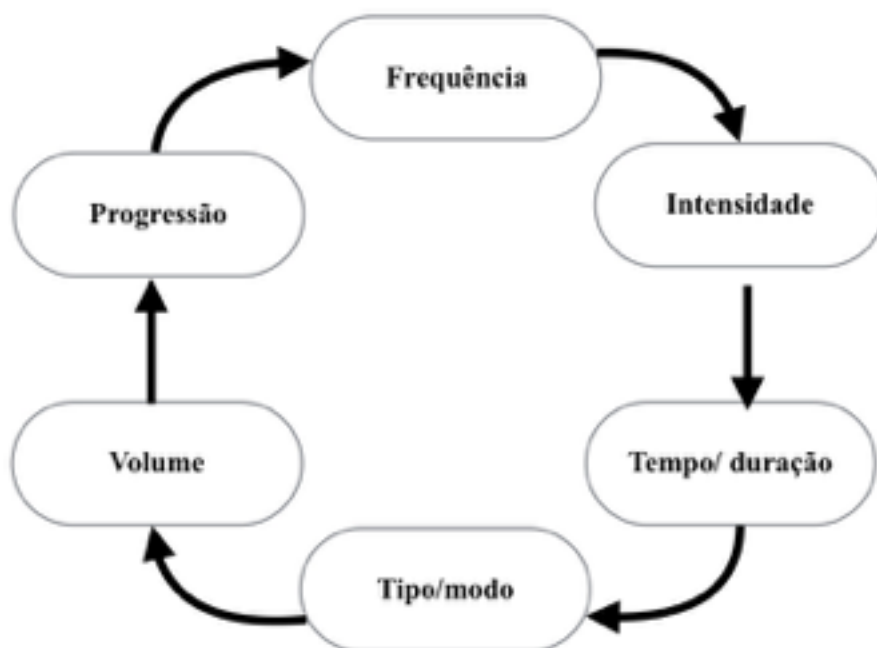 Frequência
Intensidade
Tempo/ duração
Tipo/modo
Volume
Progressão